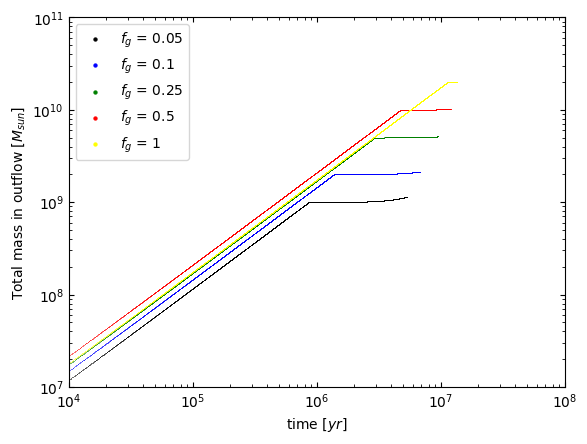 10^11
10^10
10^9
10^8
10^7
Total mass in outflow [M_sun]
f_g = 0.05
f_g = 0.1
f_g = 0.25
f_g = 0.5
f_g = 1
10^4 10^5 10^6 10^7 10^8
time [yr]